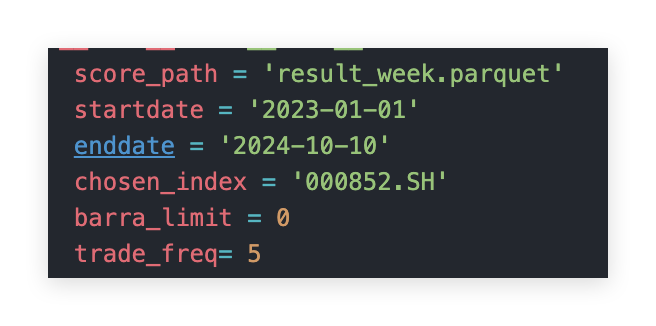 score_path = 'result_week.parquet'
startdate = '2023-01-01'
enddate = '2024-10-10'
chosen_index = '000852.SH'
barra_limit = 0
trade_freq= 5